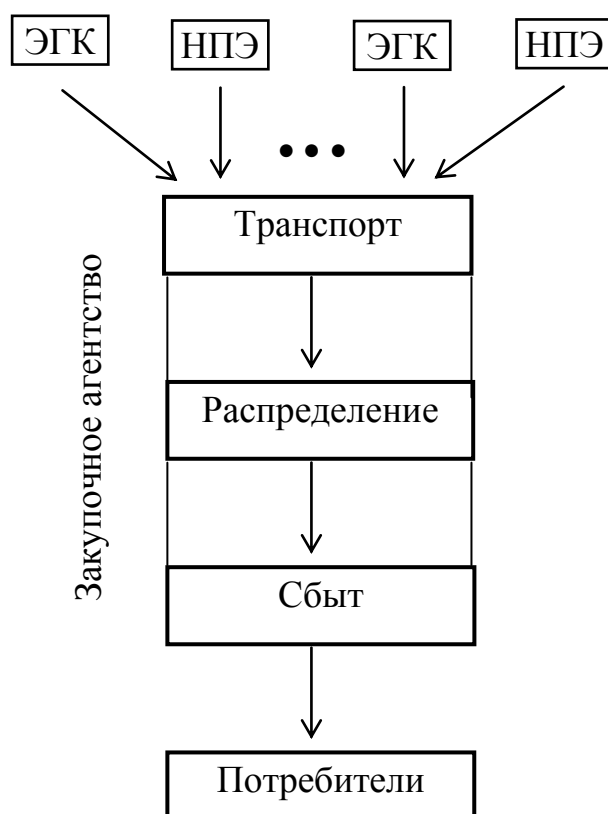 ЭГК НПЭ ЭГК НПЭ
Транспорт
Закупочное агентство
Распределение
Сбыт
Потребители